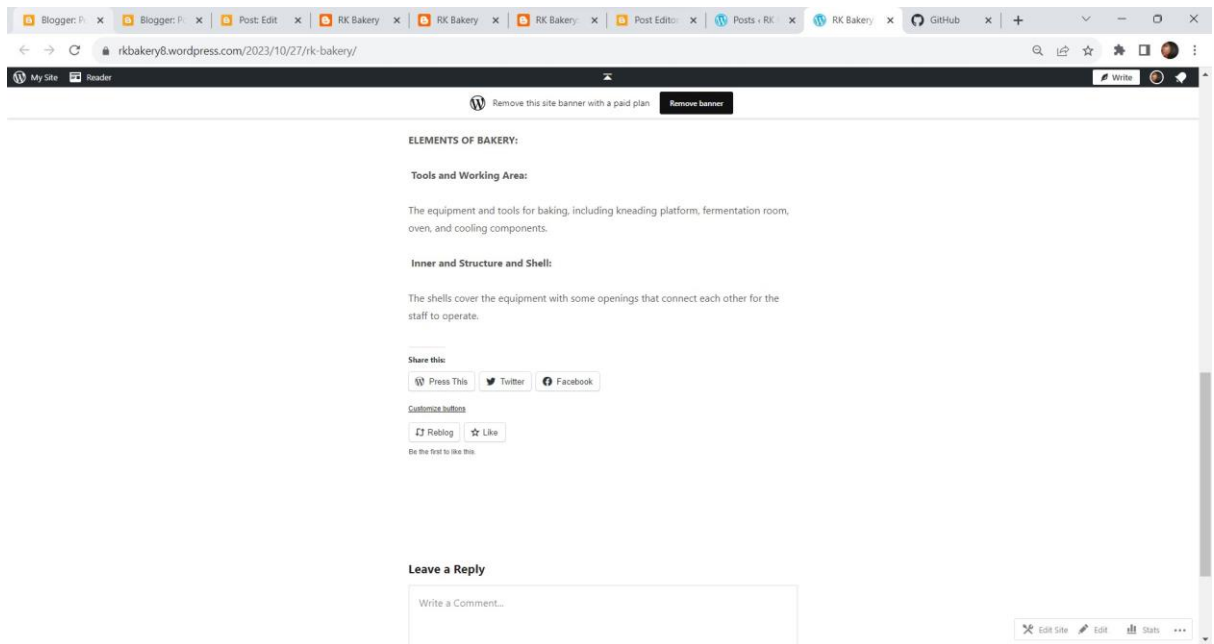 Blogger: P
Blogger: P
Post: Edit
RK Bakery
RK Bakery
RK Bakery:
Post Editor
Posts ‹ RK
RK Bakery
GitHub
rkbakery8.wordpress.com/2023/10/27/rk-bakery/
My Site Reader
Write
Remove this site banner with a paid plan Remove banner
ELEMENTS OF BAKERY:
Tools and Working Area:
The equipment and tools for baking, including kneading platform, fermentation room,
oven, and cooling components.
Inner and Structure and Shell:
The shells cover the equipment with some openings that connect each other for the
staff to operate.
Share this:
Press This Twitter Facebook
Customize buttons
Reblog Like
Be the first to like this.
Leave a Reply
Write a Comment...
Edit Site Edit Stats